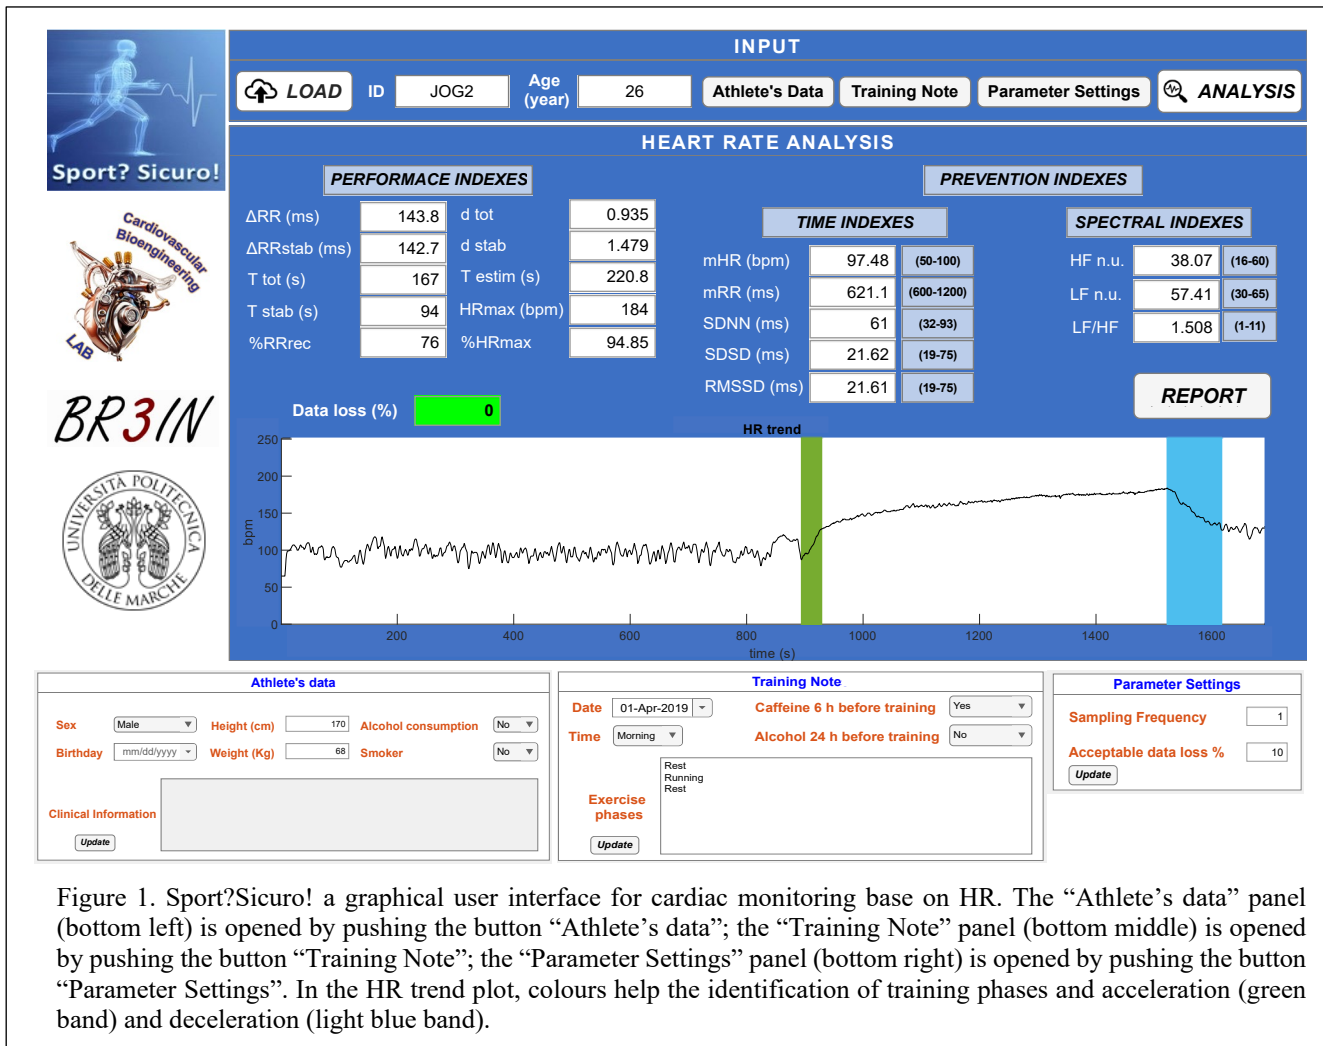 Sport? Sicuro!
Cardiovascular
Bioengineering
LAB
BR3IN
UNIVERSITÀ POLITECNICA
DELLE MARCHE
INPUT
LOAD ID JOG2 Age (year) 26 Athlete's Data Training Note Parameter Settings ANALYSIS
HEART RATE ANALYSIS
PERFORMACE INDEXES
ΔRR (ms) 143.8 d tot 0.935
ΔRRstab (ms) 142.7 d stab 1.479
T tot (s) 167 T estim (s) 220.8
T stab (s) 94 HRmax (bpm) 184
%RRrec 76 %HRmax 94.85
PREVENTION INDEXES
TIME INDEXES
mHR (bpm) 97.48 (50-100)
mRR (ms) 621.1 (600-1200)
SDNN (ms) 61 (32-93)
SDSD (ms) 21.62 (19-75)
RMSSD (ms) 21.61 (19-75)
SPECTRAL INDEXES
HF n.u. 38.07 (16-60)
LF n.u. 57.41 (30-65)
LF/HF 1.508 (1-11)
REPORT
Data loss (%) 0
HR trend
250
200
150
100
50
0
bpm
200 400 600 800 1000 1200 1400 1600
time (s)
Athlete's data
Sex Male Height (cm) 170 Alcohol consumption No
Birthday mm/dd/yyyy Weight (Kg) 68 Smoker No
Clinical Information
Update
Training Note
Date 01-Apr-2019 Caffeine 6 h before training Yes
Time Morning Alcohol 24 h before training No
Exercise
phases
Rest
Running
Rest
Update
Parameter Settings
Sampling Frequency 1
Acceptable data loss % 10
Update
Figure 1. Sport?Sicuro! a graphical user interface for cardiac monitoring base on HR. The “Athlete’s data” panel
(bottom left) is opened by pushing the button “Athlete’s data”; the “Training Note” panel (bottom middle) is opened
by pushing the button “Training Note”; the “Parameter Settings” panel (bottom right) is opened by pushing the button
“Parameter Settings”. In the HR trend plot, colours help the identification of training phases and acceleration (green
band) and deceleration (light blue band).